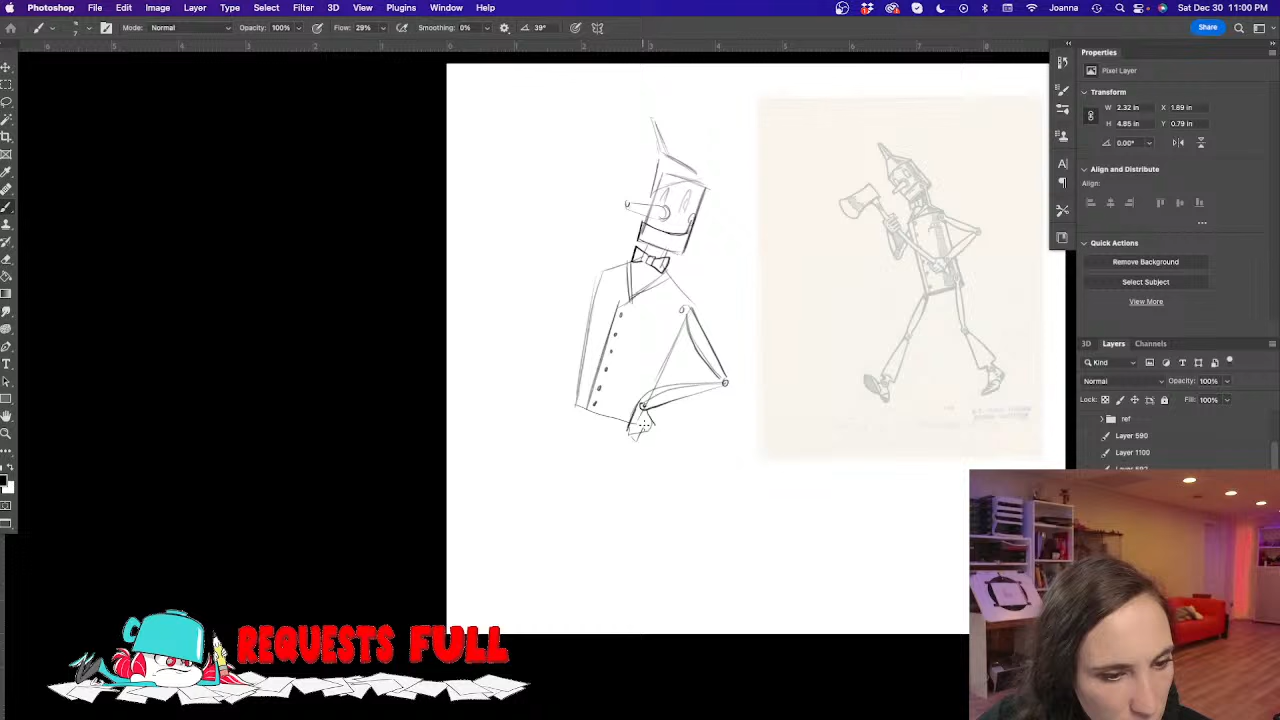 Photoshop File Edit Image Layer Type Select Filter 3D View Plugins Window Help Joanna Sat Dec 30 11:00 PM
7 Mode: Normal Opacity: 100% Flow: 29% Smoothing: 0% 39° Share
Properties
Pixel Layer
Transform
W 2.32 in X 1.89 in
H 4.85 in Y 0.79 in
0.00°
Align and Distribute
Align:
Quick Actions
Remove Background
Select Subject
View More
3D Layers Channels
Kind
Normal Opacity: 100%
Lock: Fill: 100%
ref
Layer 590
Layer 1100
REQUESTS FULL